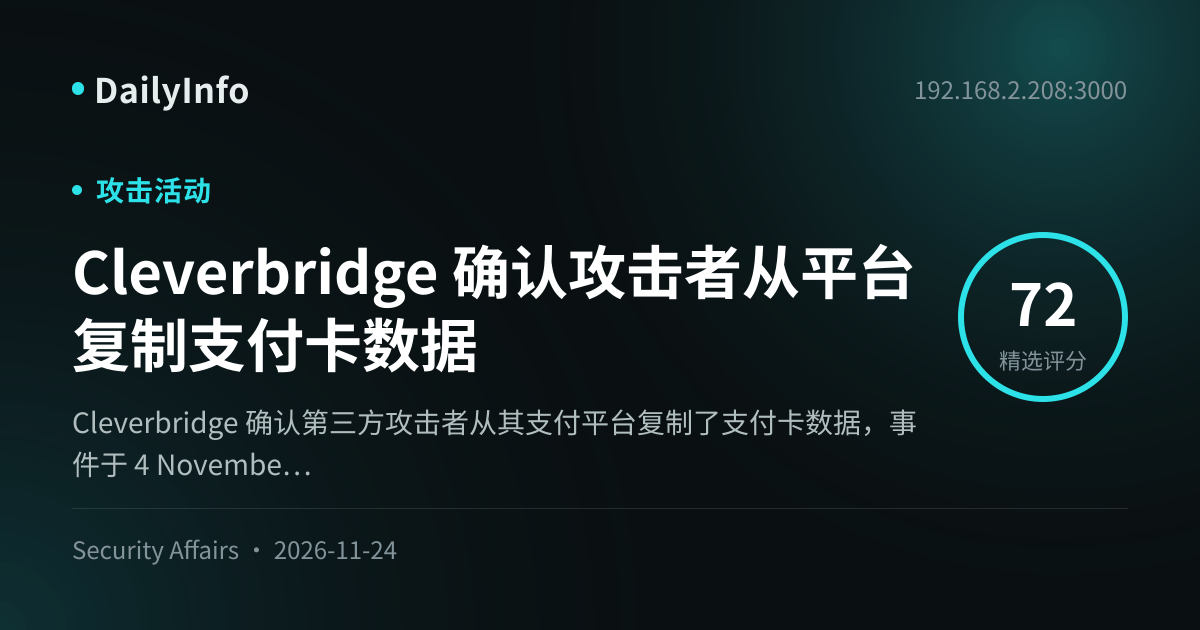 DailyInfo
192.168.2.208:3000
攻击活动
Cleverbridge 确认攻击者从平台
复制支付卡数据
72
精选评分
Cleverbridge 确认第三方攻击者从其支付平台复制了支付卡数据，事
件于 4 Novembe…
Security Affairs · 2026-11-24